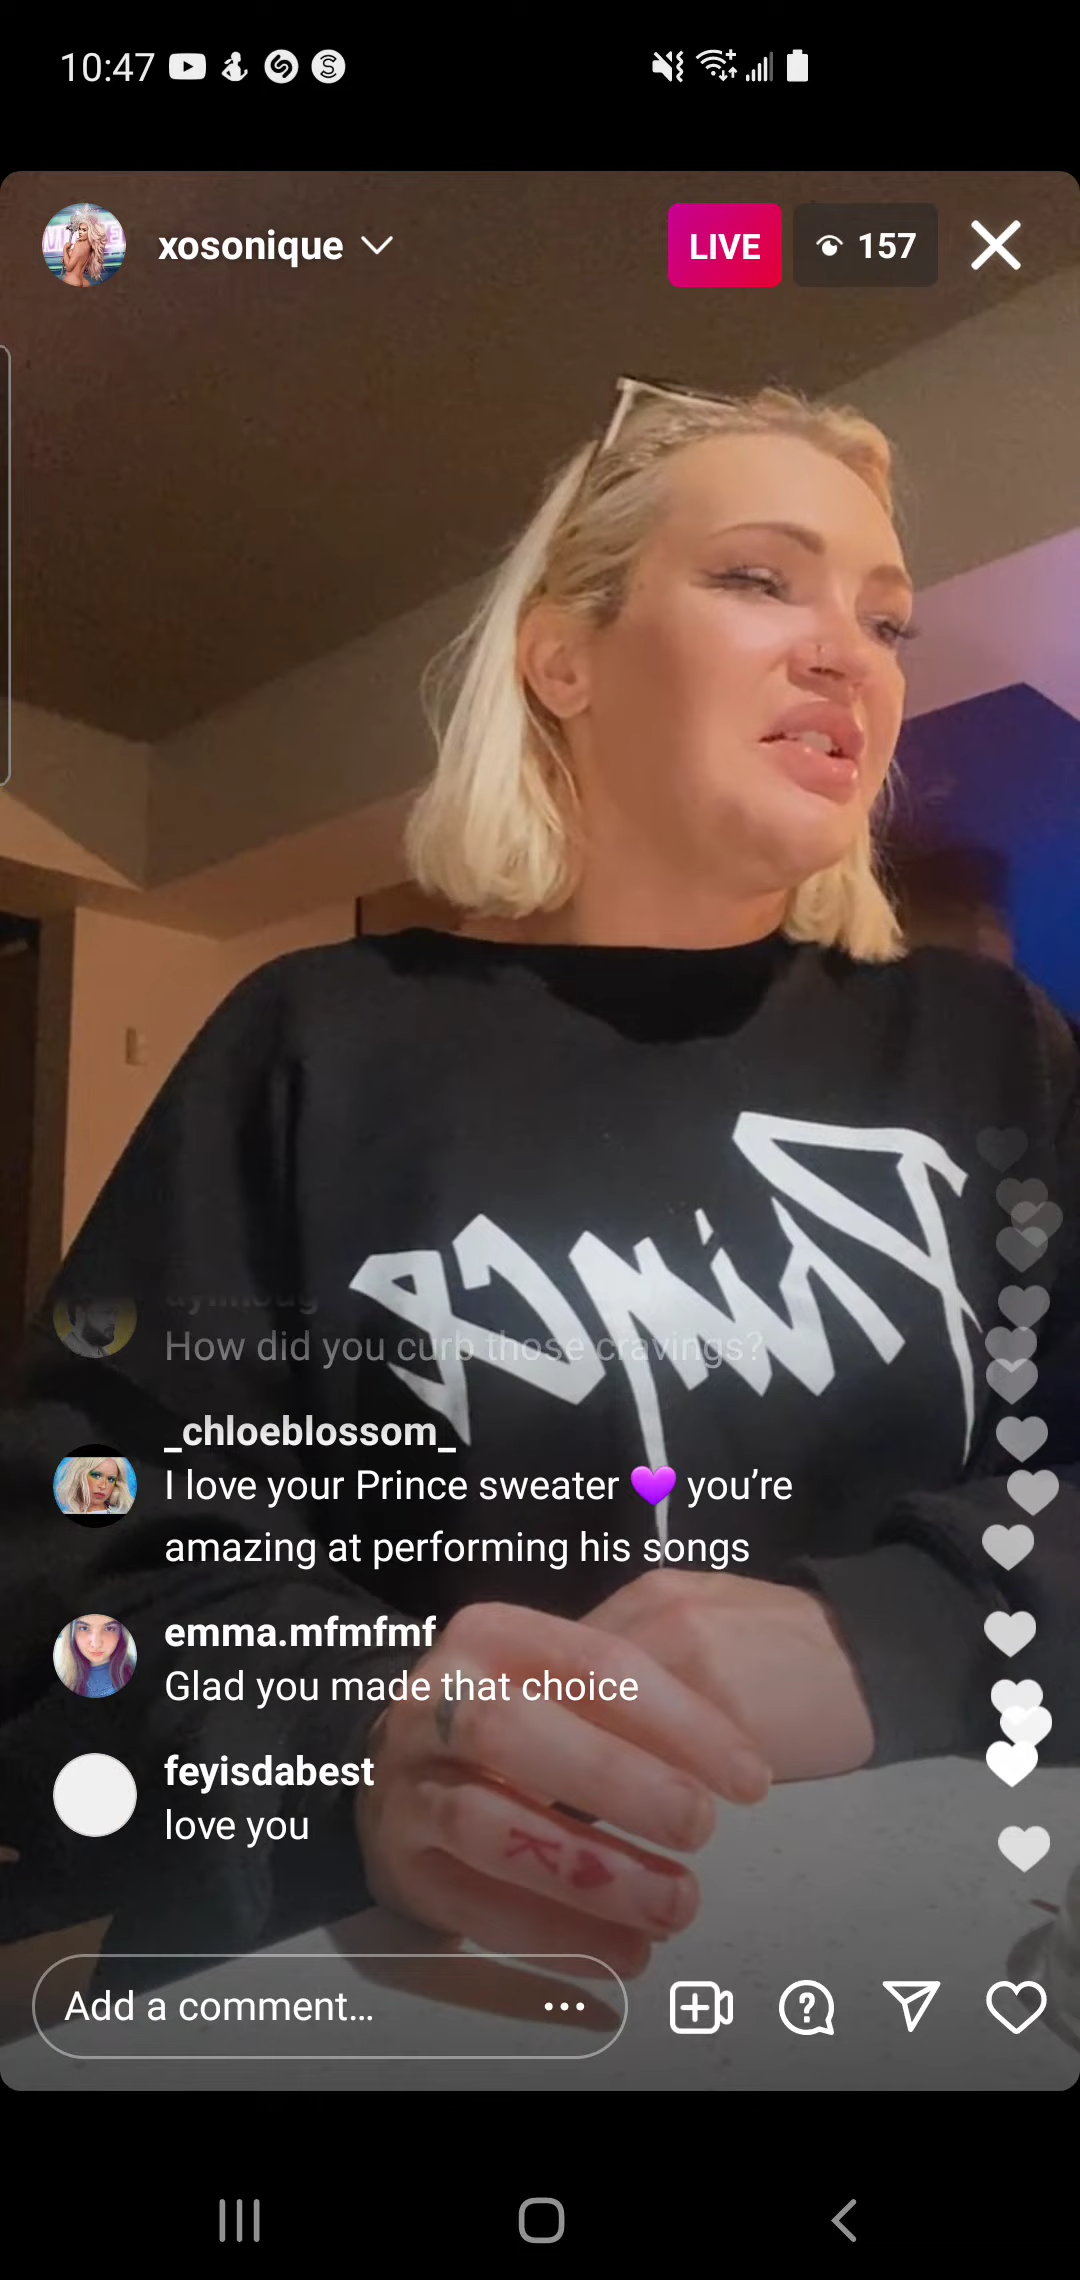 10:47
xosonique
LIVE
157
Prince
How did you curb those cravings?
_chloeblossom_
I love your Prince sweater 💜 you’re
amazing at performing his songs
emma.mfmfmf
Glad you made that choice
K
feyisdabest
love you
Add a comment...